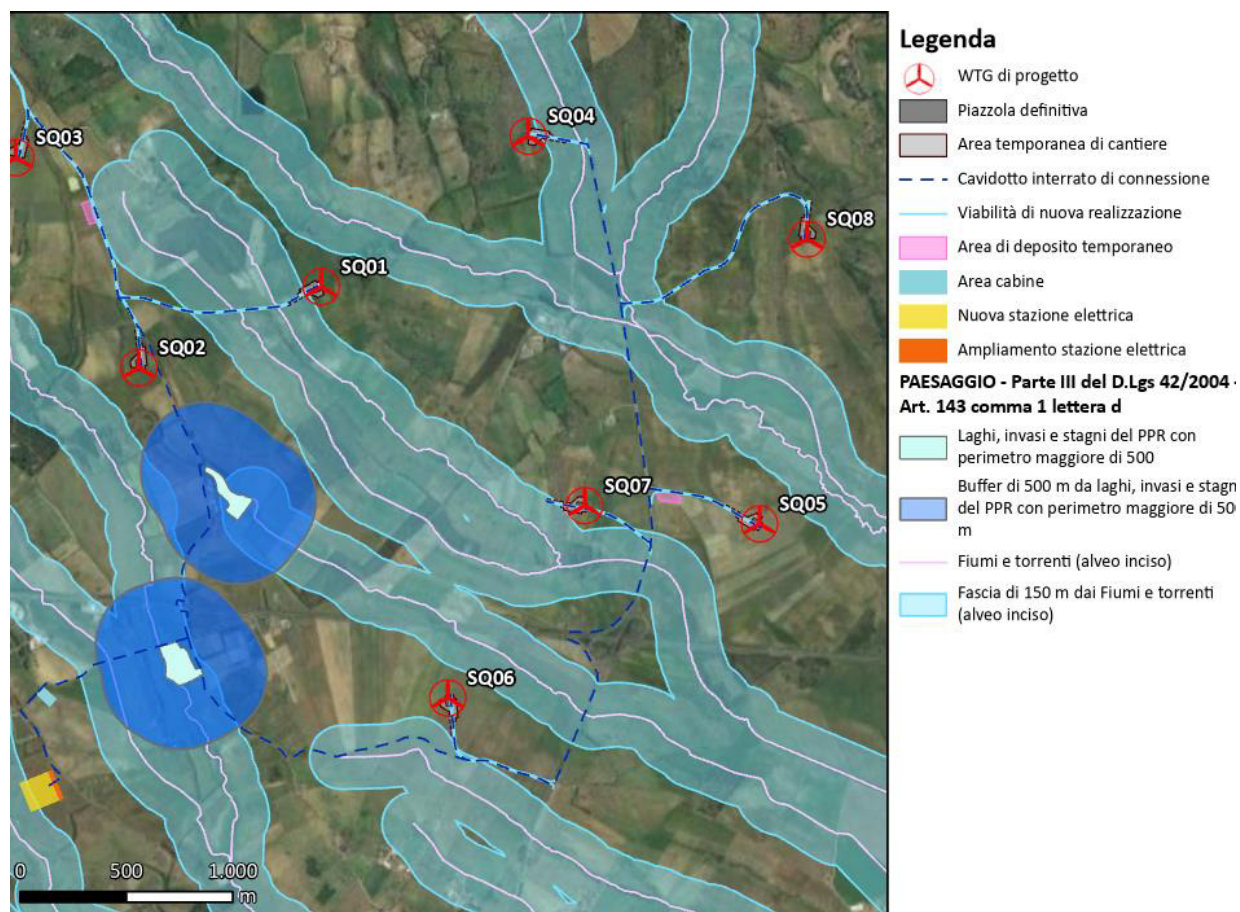 SQ03
SQ04
SQ08
SQ01
SQ02
SQ07
SQ05
SQ06
0 500 1.000
m
Legenda
WTG di progetto
Piazzola definitiva
Area temporanea di cantiere
Cavidotto interrato di connessione
Viabilità di nuova realizzazione
Area di deposito temporaneo
Area cabine
Nuova stazione elettrica
Ampliamento stazione elettrica
PAESAGGIO - Parte III del D.Lgs 42/2004 -
Art. 143 comma 1 lettera d
Laghi, invasi e stagni del PPR con
perimetro maggiore di 500
Buffer di 500 m da laghi, invasi e stagn
del PPR con perimetro maggiore di 50
m
Fiumi e torrenti (alveo inciso)
Fascia di 150 m dai Fiumi e torrenti
(alveo inciso)